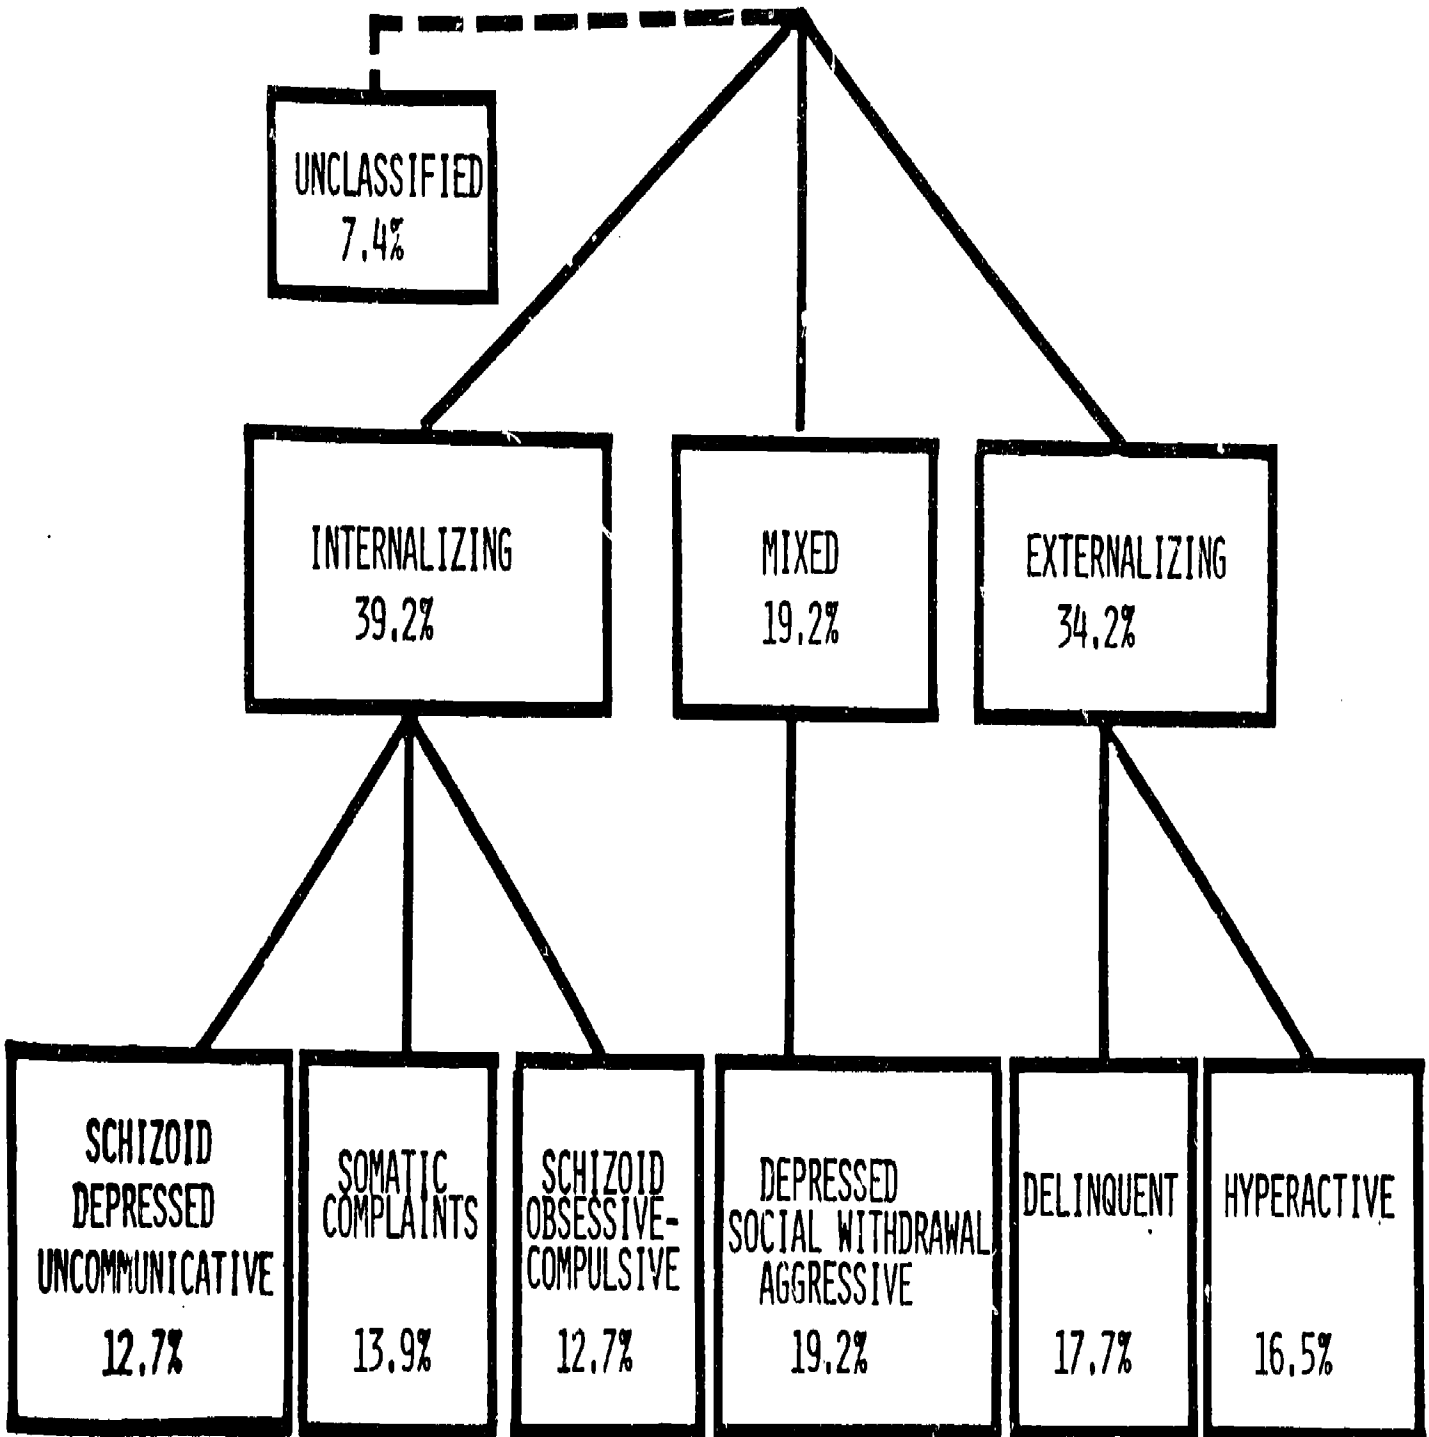 UNCLASSIFIED
7.4%
INTERNALIZING
39.2%
MIXED
19.2%
EXTERNALIZING
34.2%
SCHIZOID
DEPRESSED
UNCOMMUNICATIVE
12.7%
SOMATIC
COMPLAINTS
13.9%
SCHIZOID
OBSESSIVE-
COMPULSIVE
12.7%
DEPRESSED
SOCIAL WITHDRAWAL
AGGRESSIVE
19.2%
DELINQUENT
17.7%
HYPERACTIVE
16.5%